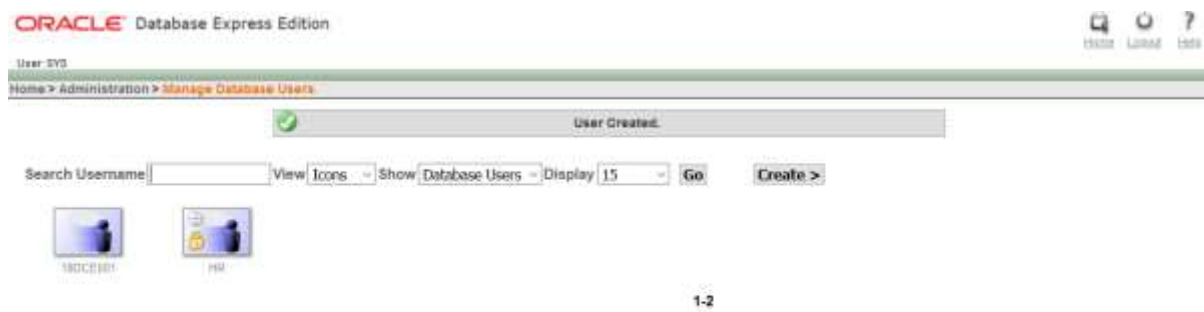 ORACLE Database Express Edition
Home Logout Help
User SYS
Home > Administration > Manage Database Users
User Created.
Search Username View Icons Show Database Users Display 15 Go Create >
HR
1-2